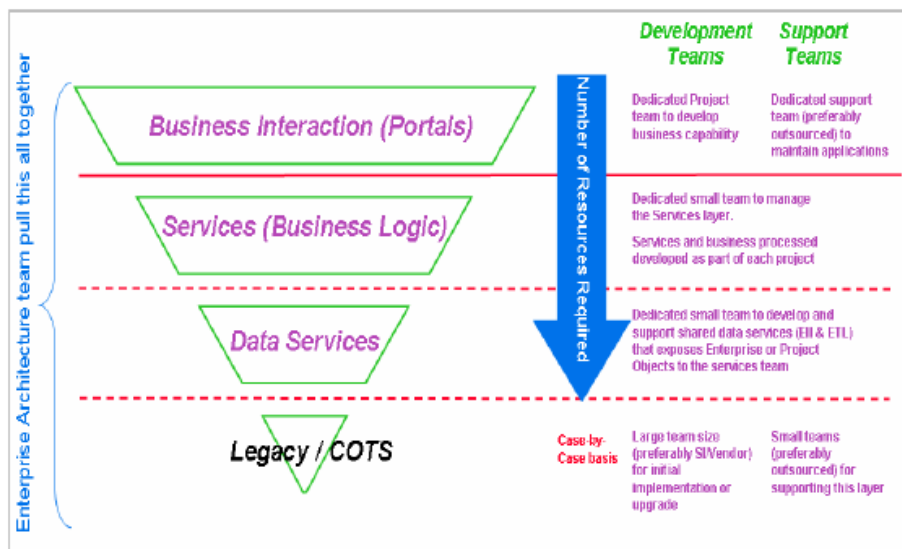 Enterprise Architecture team pull this all together
Development
Teams
Support
Teams
Business Interaction (Portals)
Number of Resources Required
Dedicated Project
team to develop
business capability
Dedicated support
team (preferably
outsourced) to
maintain applications
Services (Business Logic)
Dedicated small team to manage
the Services layer.
Services and business processed
developed as part of each project
Data Services
Dedicated small team to develop and
support shared data services (EII & ETL)
that exposes Enterprise or Project
Objects to the services team
Legacy / COTS
Case-by-
Case basis
Large team size
(preferably SI/Vendor)
for initial
implementation or
upgrade
Small teams
(preferably
outsourced) for
supporting this layer